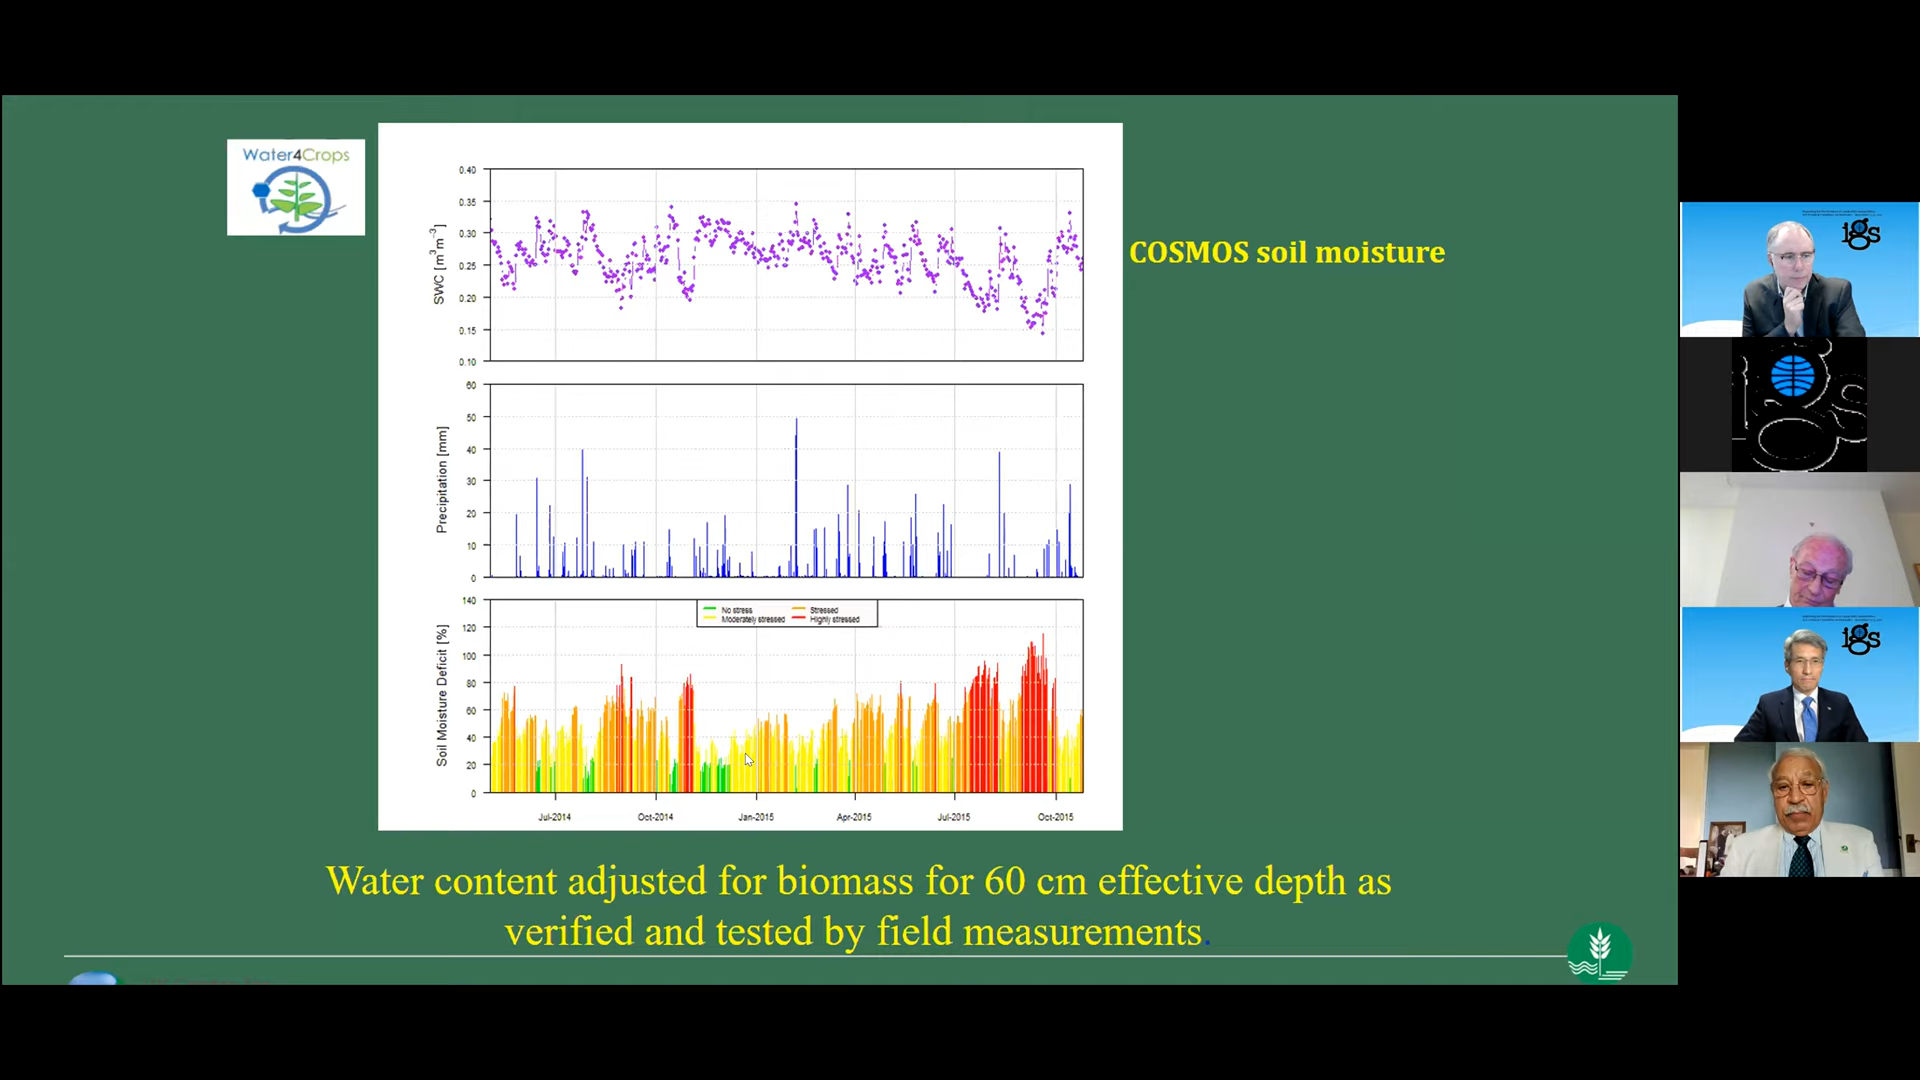 Water4Crops
COSMOS soil moisture
SWC [m³m⁻³]
0.40
0.35
0.30
0.25
0.20
0.15
0.10
Precipitation [mm]
60
50
40
30
20
10
0
Soil Moisture Deficit [%]
140
120
100
80
60
40
20
0
No stress
Stressed
Moderately stressed
Highly stressed
Jul-2014
Oct-2014
Jan-2015
Apr-2015
Jul-2015
Oct-2015
Water content adjusted for biomass for 60 cm effective depth as
verified and tested by field measurements.
igs
igs